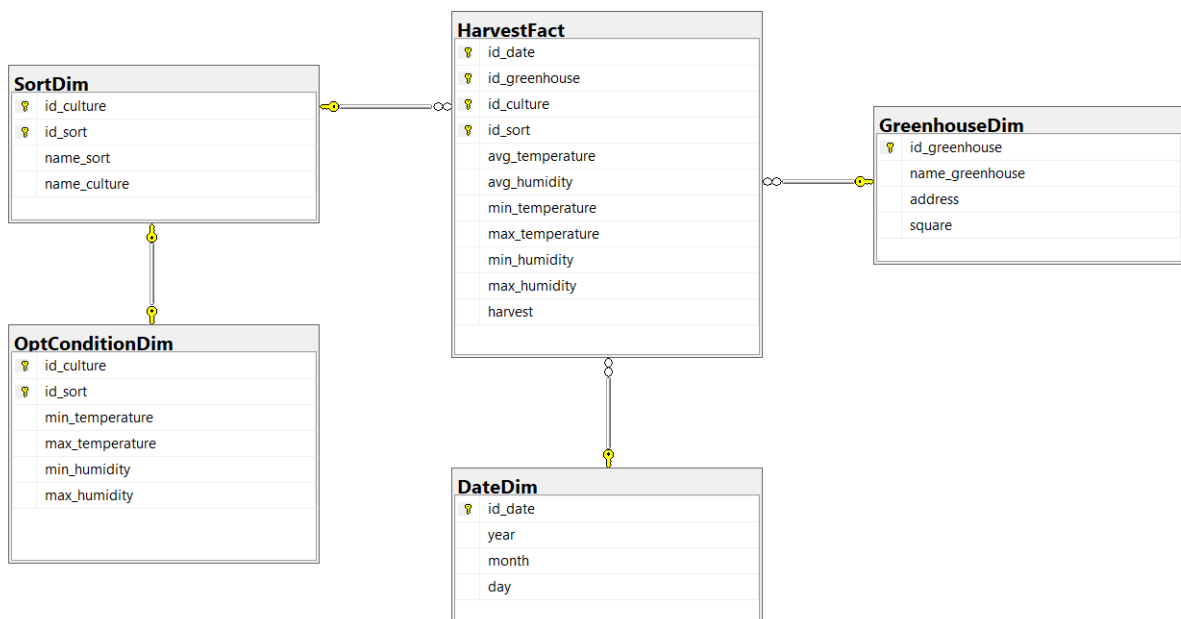 SortDim
id_culture
id_sort
name_sort
name_culture
HarvestFact
id_date
id_greenhouse
id_culture
id_sort
avg_temperature
avg_humidity
min_temperature
max_temperature
min_humidity
max_humidity
harvest
GreenhouseDim
id_greenhouse
name_greenhouse
address
square
OptConditionDim
id_culture
id_sort
min_temperature
max_temperature
min_humidity
max_humidity
DateDim
id_date
year
month
day